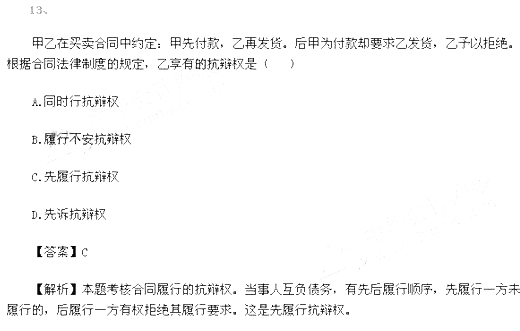 13、
甲乙在买卖合同中约定：甲先付款，乙再发货。后甲为付款却要求乙发货，乙予以拒绝。
根据合同法律制度的规定，乙享有的抗辩权是（ ）
A.同时行抗辩权
B.履行不安抗辩权
C.先履行抗辩权
D.先诉抗辩权
【答案】C
【解析】本题考核合同履行的抗辩权。当事人互负债务，有先后履行顺序，先履行一方未
履行的，后履行一方有权拒绝其履行要求。这是先履行抗辩权。